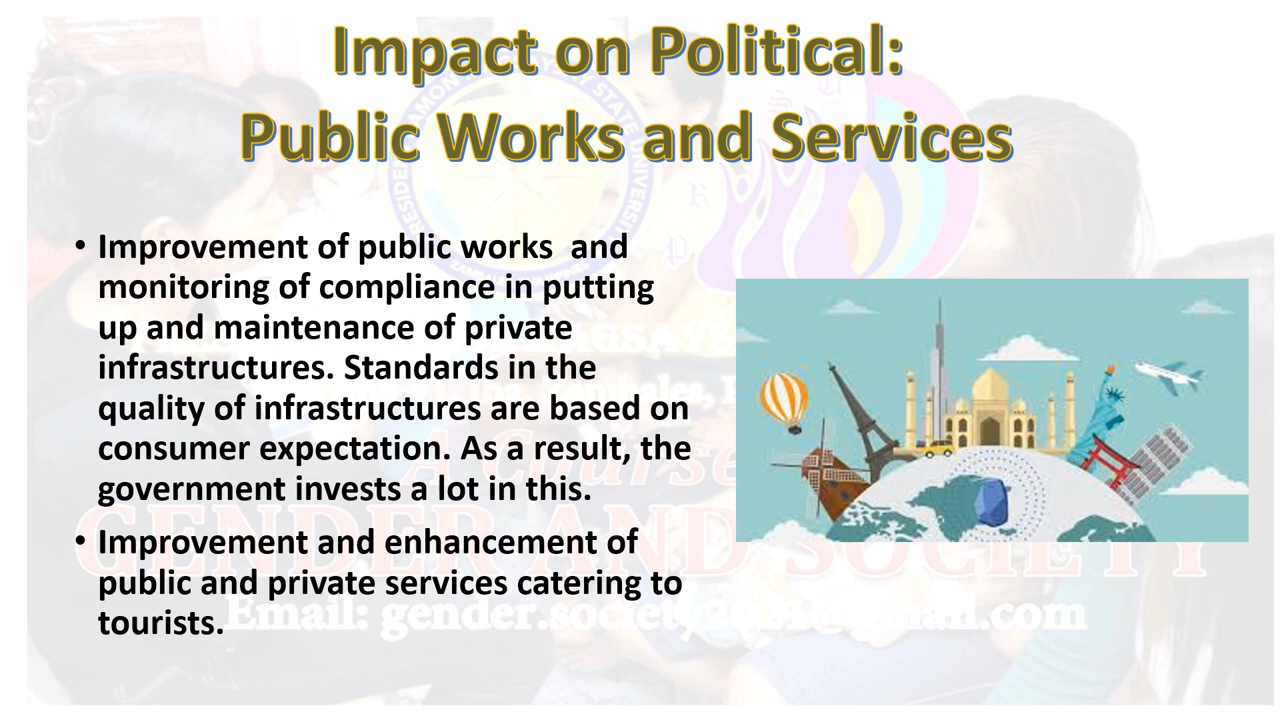 Impact on Political:
Public Works and Services
• Improvement of public works  and
monitoring of compliance in putting
up and maintenance of private
infrastructures. Standards in the
quality of infrastructures are based on
consumer expectation. As a result, the
government invests a lot in this.
• Improvement and enhancement of
public and private services catering to
tourists.
GENDER AND SOCIETY
Email: gender.society2021@gmail.com